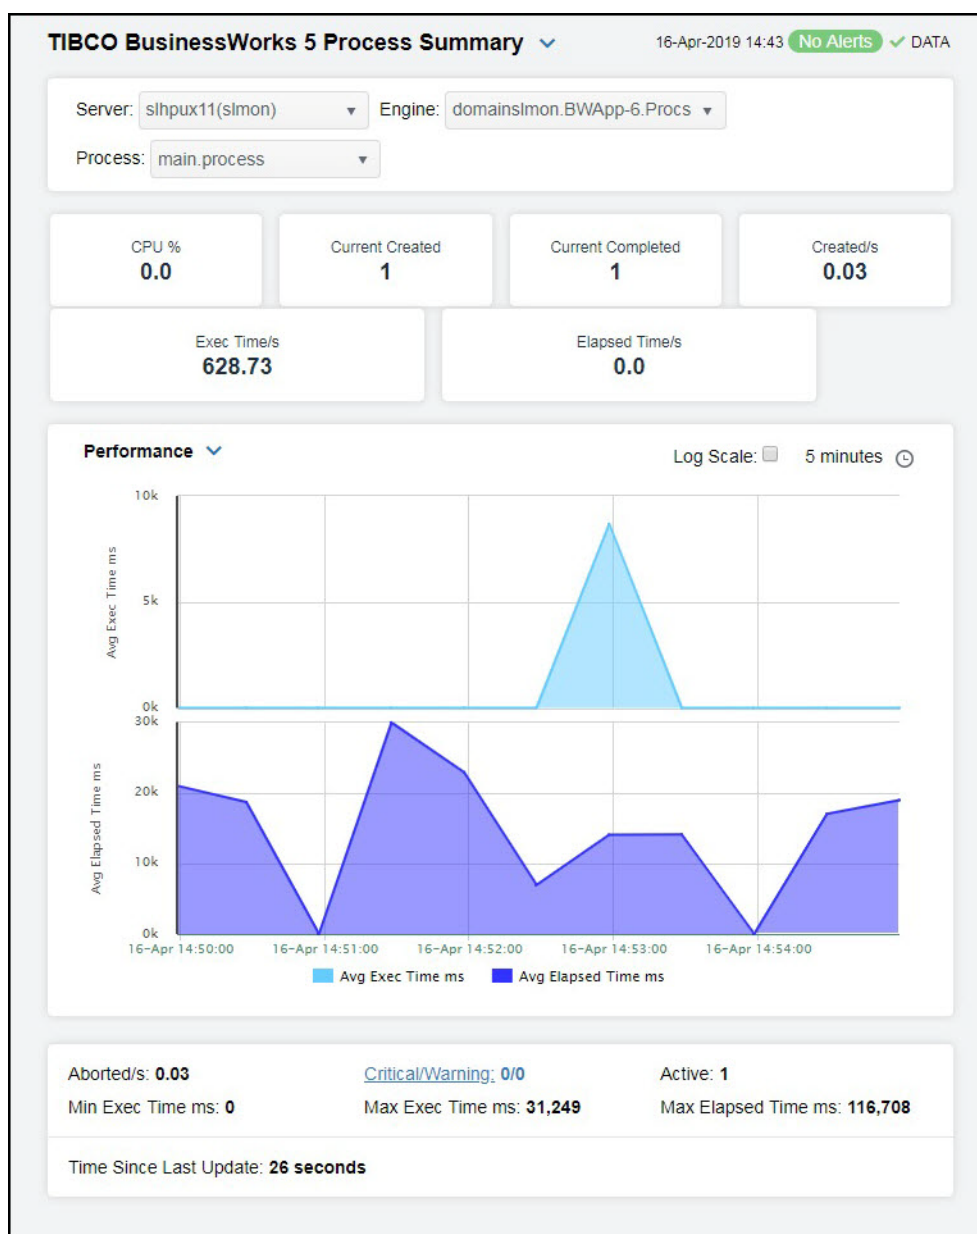 TIBCO BusinessWorks 5 Process Summary 16-Apr-2019 14:43 No Alerts DATA
Server: slhpux11(slmon) Engine: domainslmon.BWApp-6.Procs
Process: main.process
CPU % Current Created Current Completed Created/s
0.0 1 1 0.03
Exec Time/s Elapsed Time/s
628.73 0.0
Performance Log Scale: 5 minutes
10k
Avg Exec Time ms
5k
0k
30k
Avg Elapsed Time ms
20k
10k
0k
16-Apr 14:50:00 16-Apr 14:51:00 16-Apr 14:52:00 16-Apr 14:53:00 16-Apr 14:54:00
Avg Exec Time ms Avg Elapsed Time ms
Aborted/s: 0.03 Critical/Warning: 0/0 Active: 1
Min Exec Time ms: 0 Max Exec Time ms: 31,249 Max Elapsed Time ms: 116,708
Time Since Last Update: 26 seconds